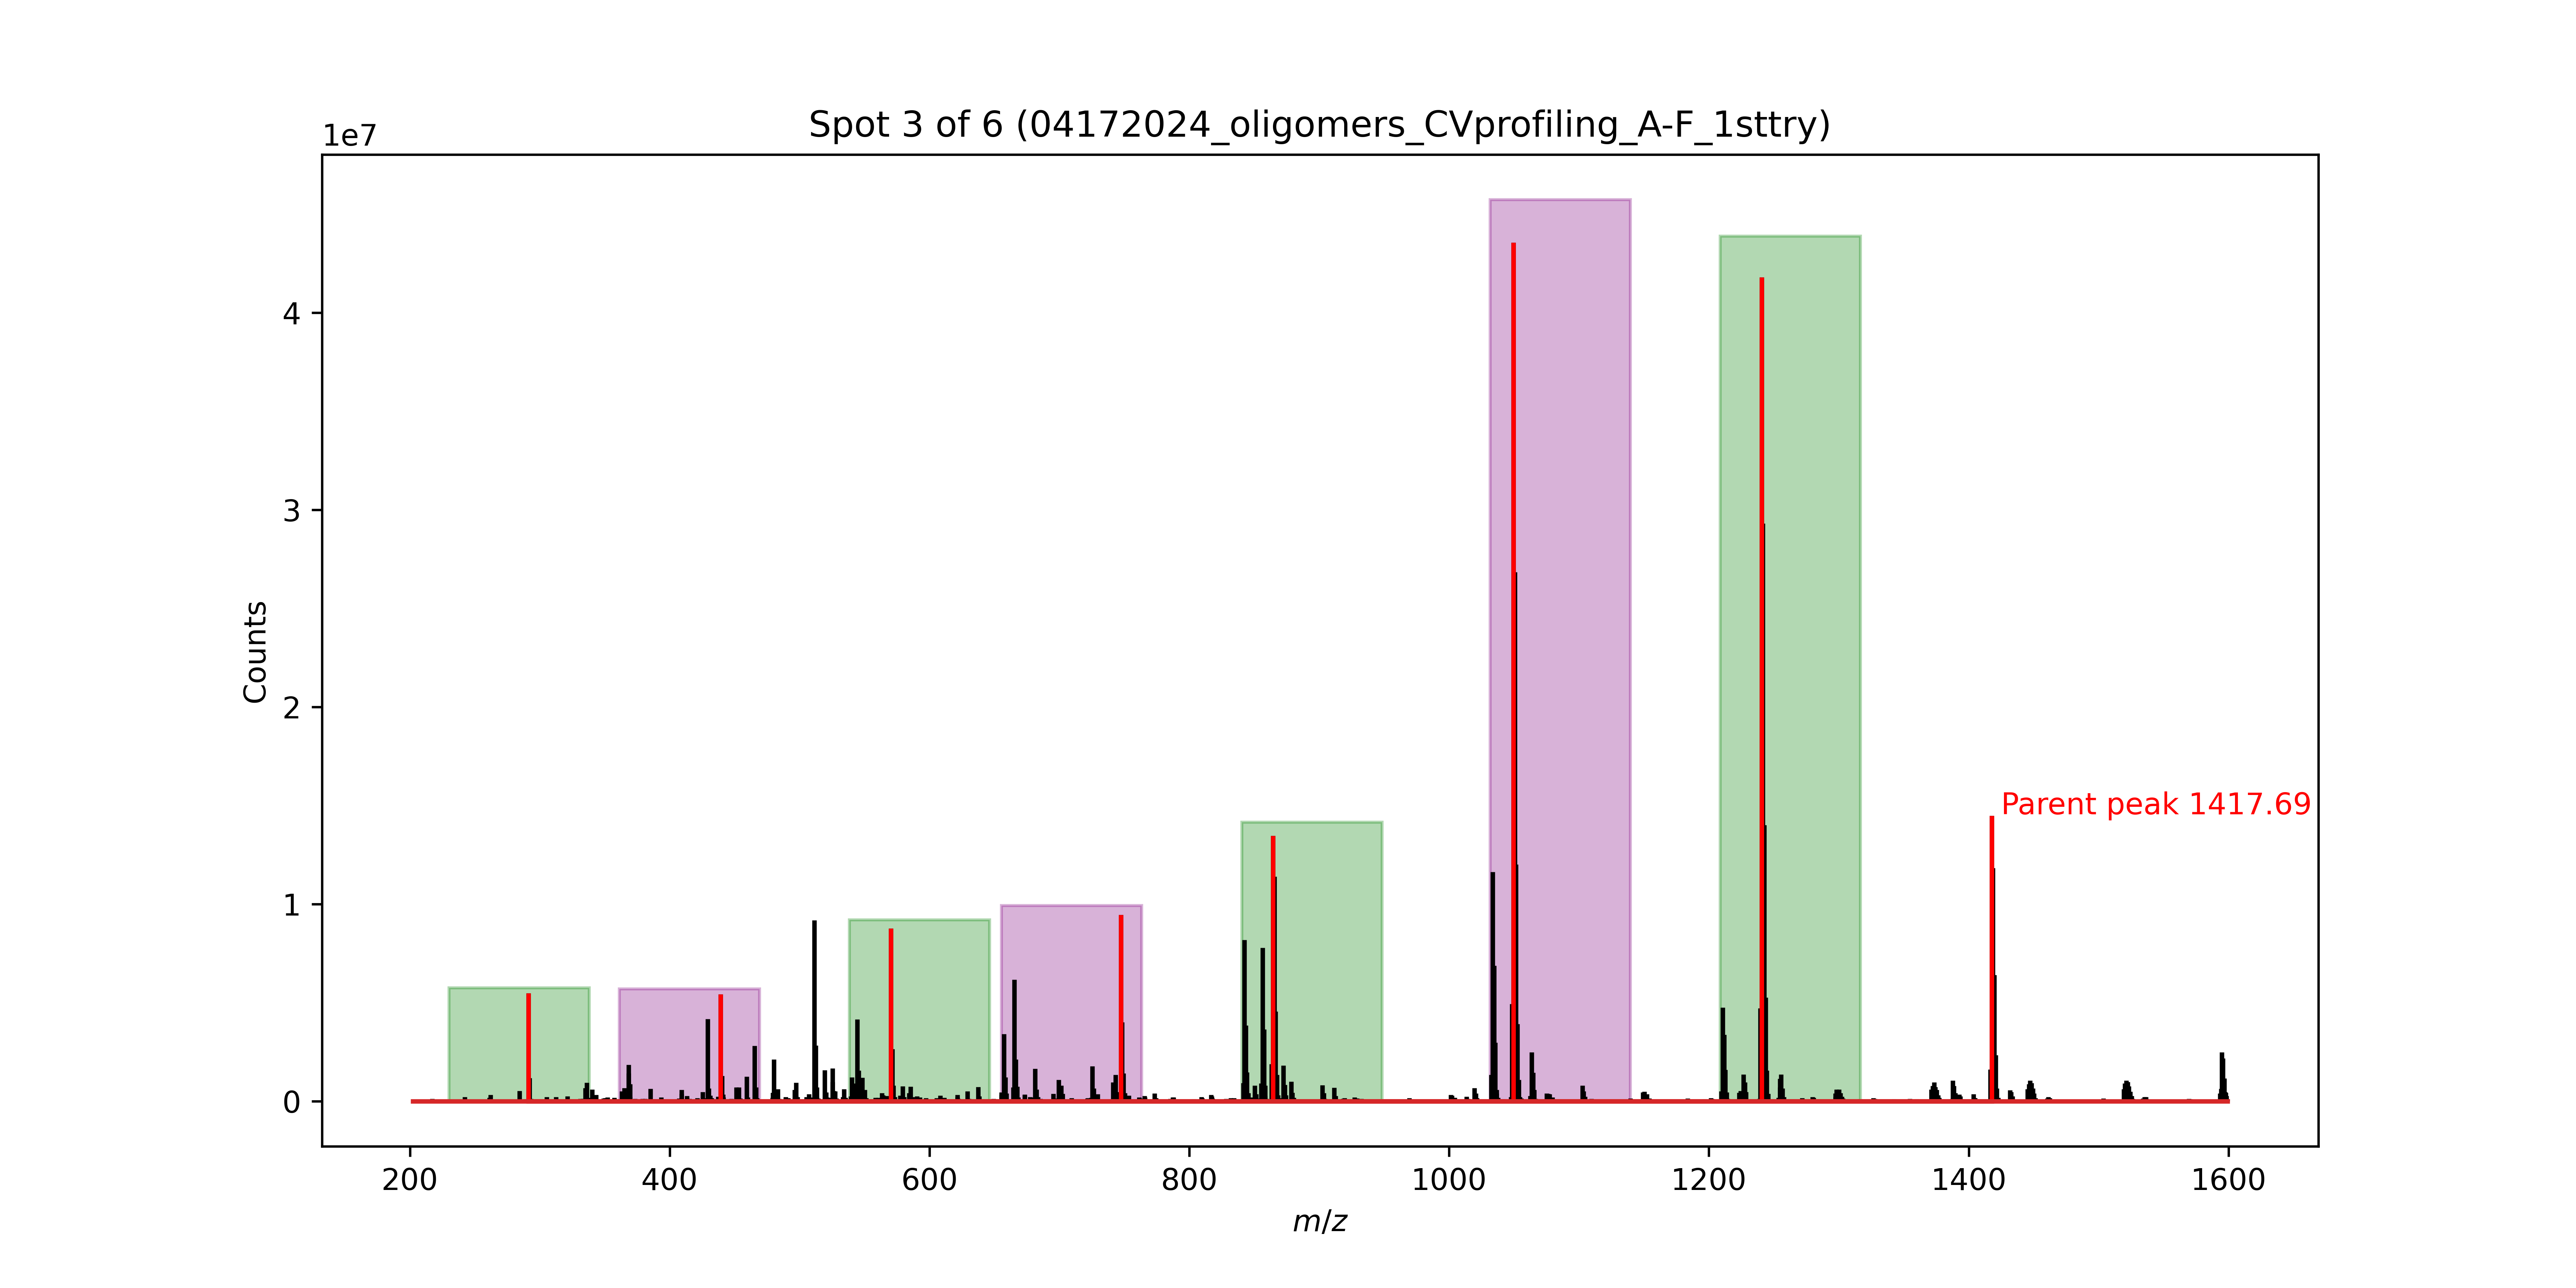 Spot 3 of 6 (04172024_oligomers_CVprofiling_A-F_1sttry)
1e7
4
3
2
1
0
Counts
Parent peak 1417.69
200 400 600 800 1000 1200 1400 1600
m/z